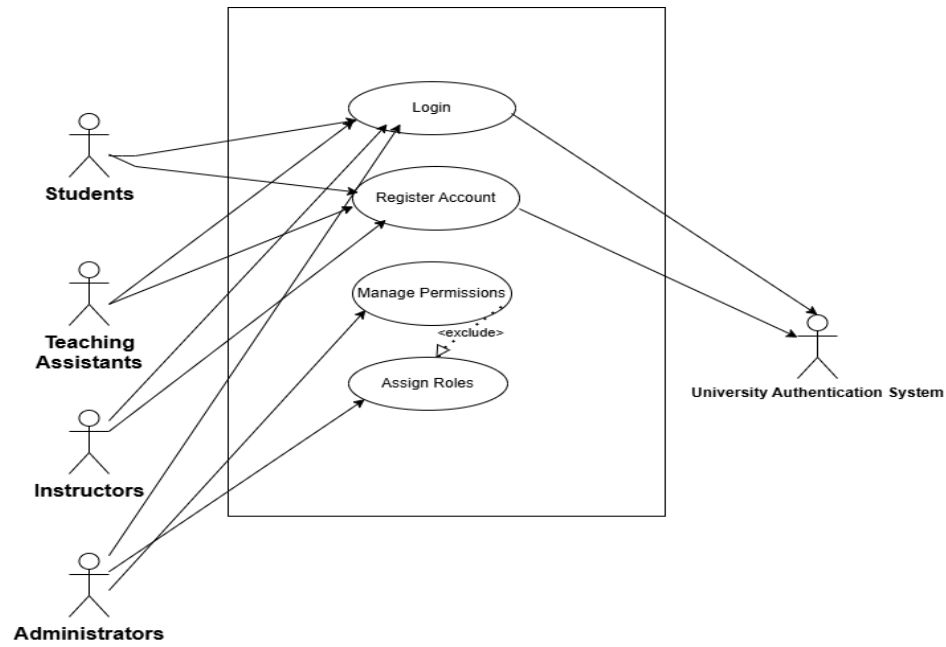 Login
Students
Register Account
Manage Permissions
<exclude>
Teaching
Assistants
Assign Roles
University Authentication System
Instructors
Administrators